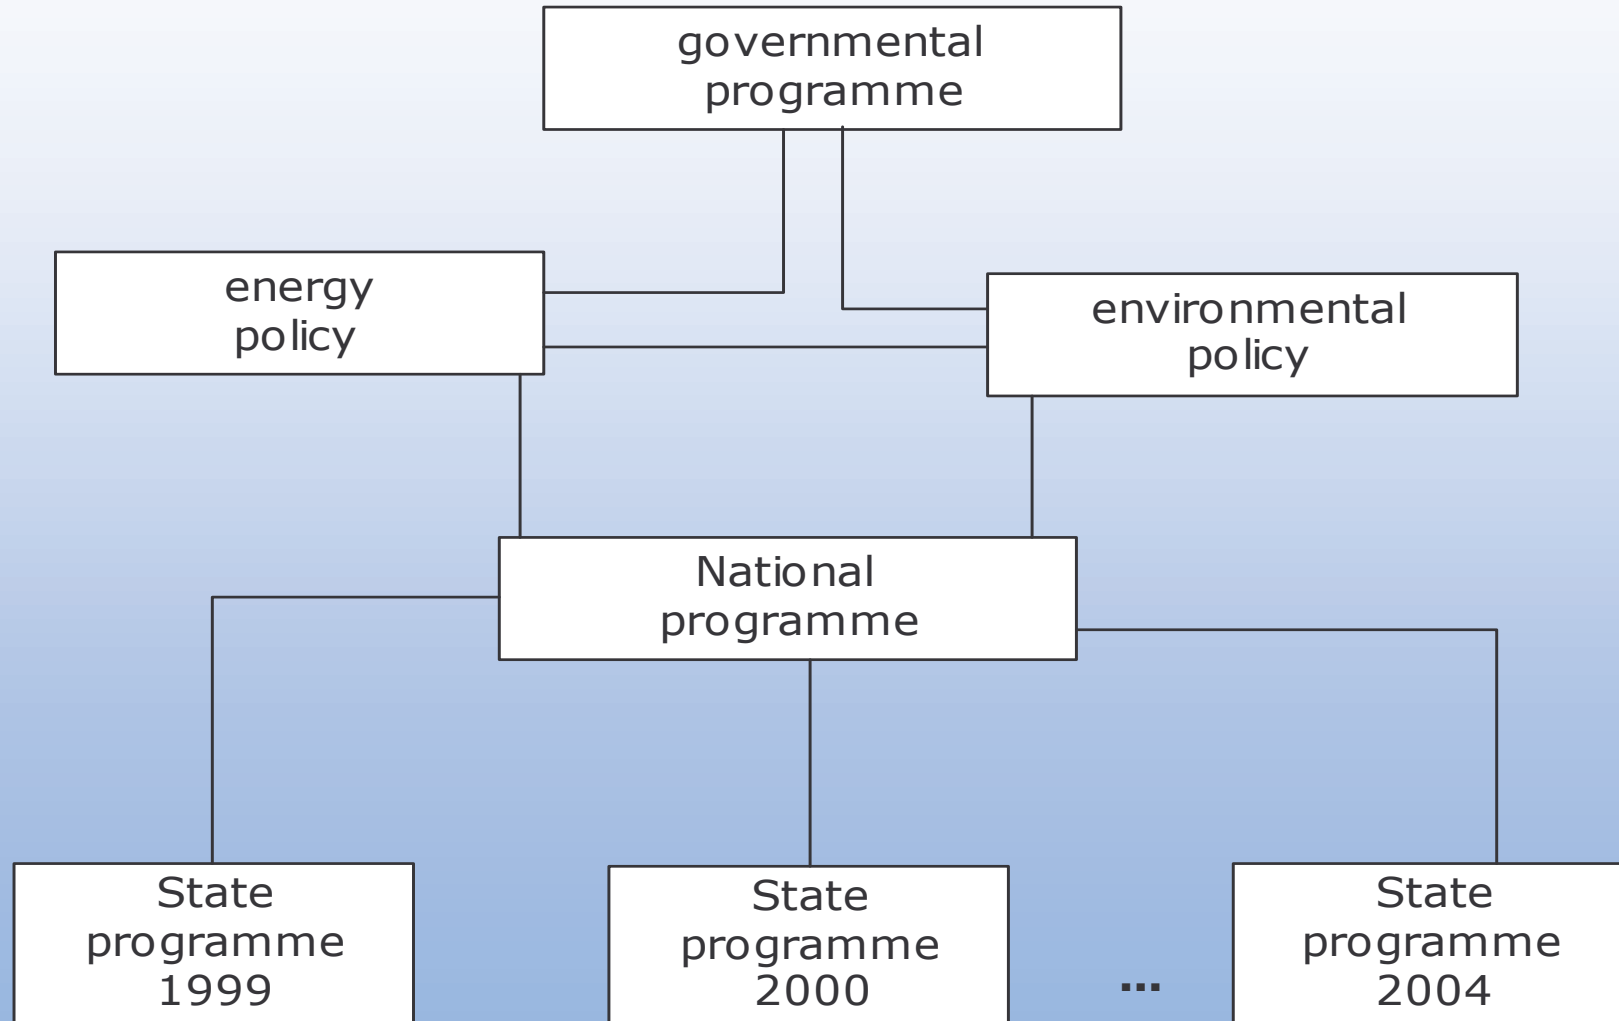 governmental
programme
energy
policy
environmental
policy
National
programme
State
programme
1999
State
programme
2000
...
State
programme
2004